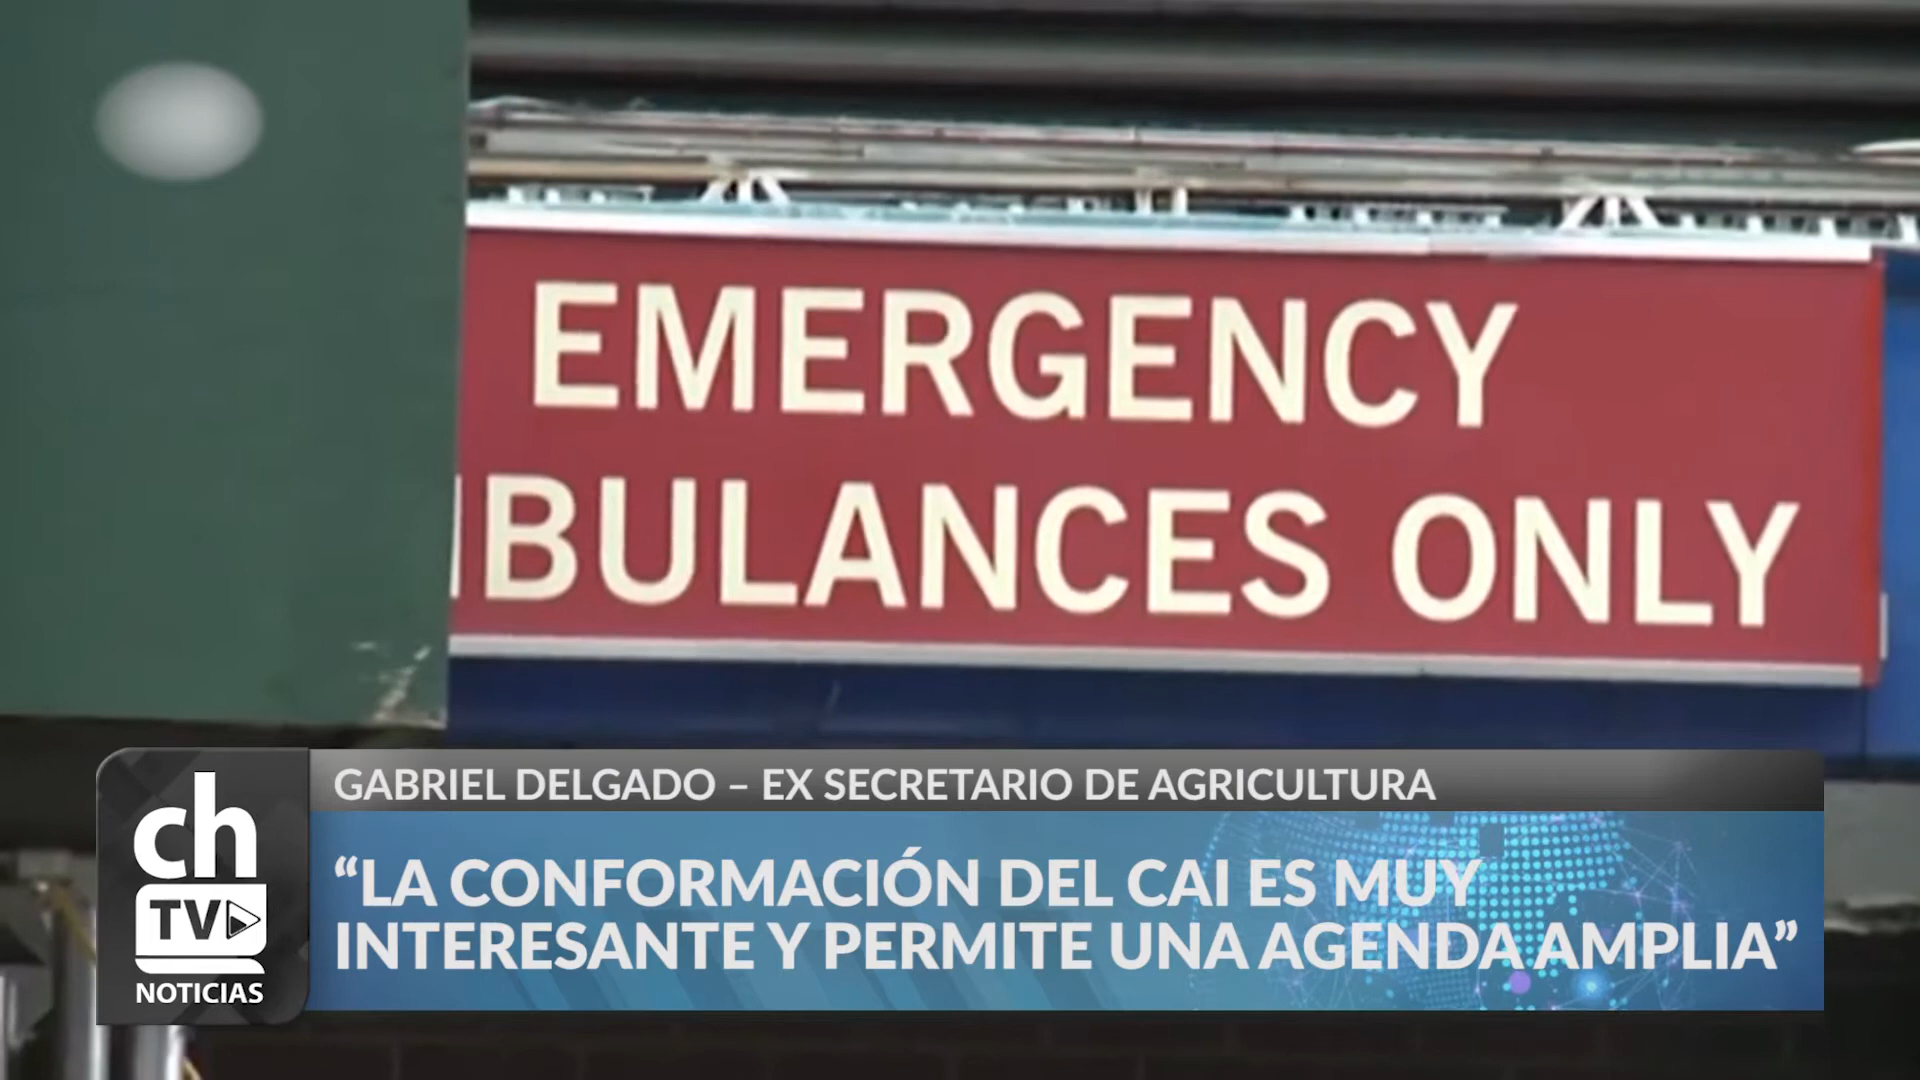 EMERGENCY
BULANCES ONLY
GABRIEL DELGADO – EX SECRETARIO DE AGRICULTURA
“LA CONFORMACIÓN DEL CAI ES MUY
INTERESANTE Y PERMITE UNA AGENDA AMPLIA”
ch
TV
NOTICIAS